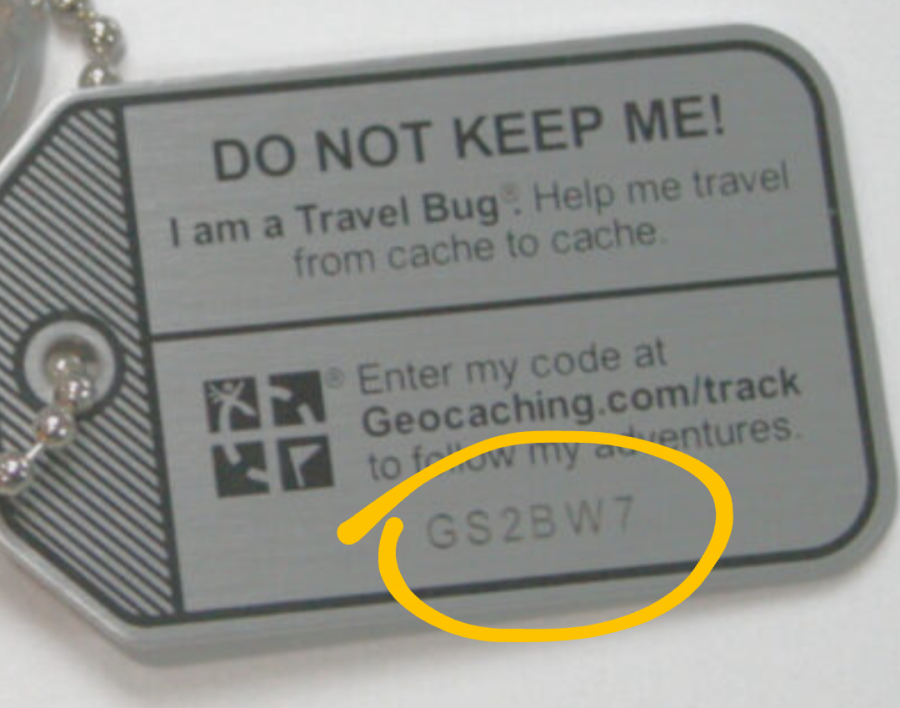 DO NOT KEEP ME!
I am a Travel Bug®. Help me travel
from cache to cache.
® Enter my code at
Geocaching.com/track
to follow my adventures.
GS2BW7